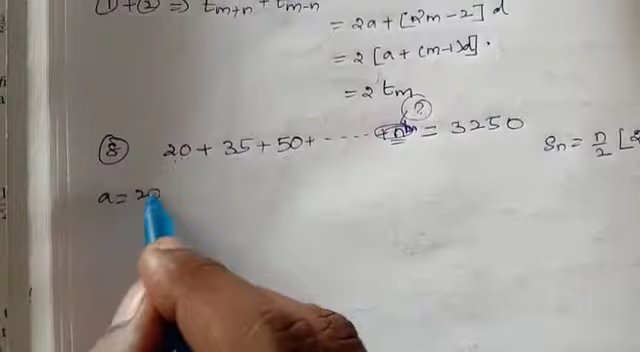 ① + ② ⇒ tm+n + tm-n
= 2a + [2m - 2] d
= 2 [a + (m-1)d].
= 2 tm
?
⑧ 20 + 35 + 50 + ---- = 3250
Sn = n/2 [2
a = 20